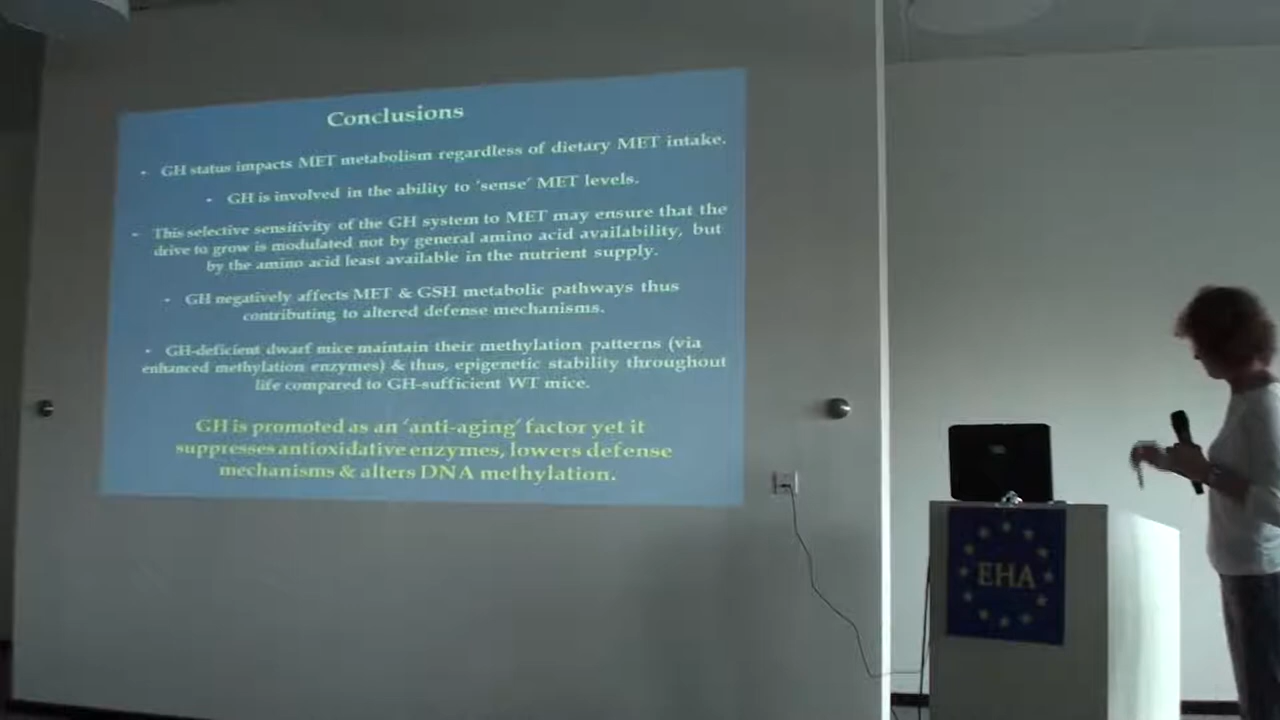 Conclusions
• GH status impacts MET metabolism regardless of dietary MET intake.
• GH is involved in the ability to 'sense' MET levels.
• This selective sensitivity of the GH system to MET may ensure that the
drive to grow is modulated not by general amino acid availability, but
by the amino acid least available in the nutrient supply.
• GH negatively affects MET & GSH metabolic pathways thus
contributing to altered defense mechanisms.
• GH-deficient dwarf mice maintain their methylation patterns (via
enhanced methylation enzymes) & thus, epigenetic stability throughout
life compared to GH-sufficient WT mice.
GH is promoted as an 'anti-aging' factor yet it
suppresses antioxidative enzymes, lowers defense
mechanisms & alters DNA methylation.
EHA